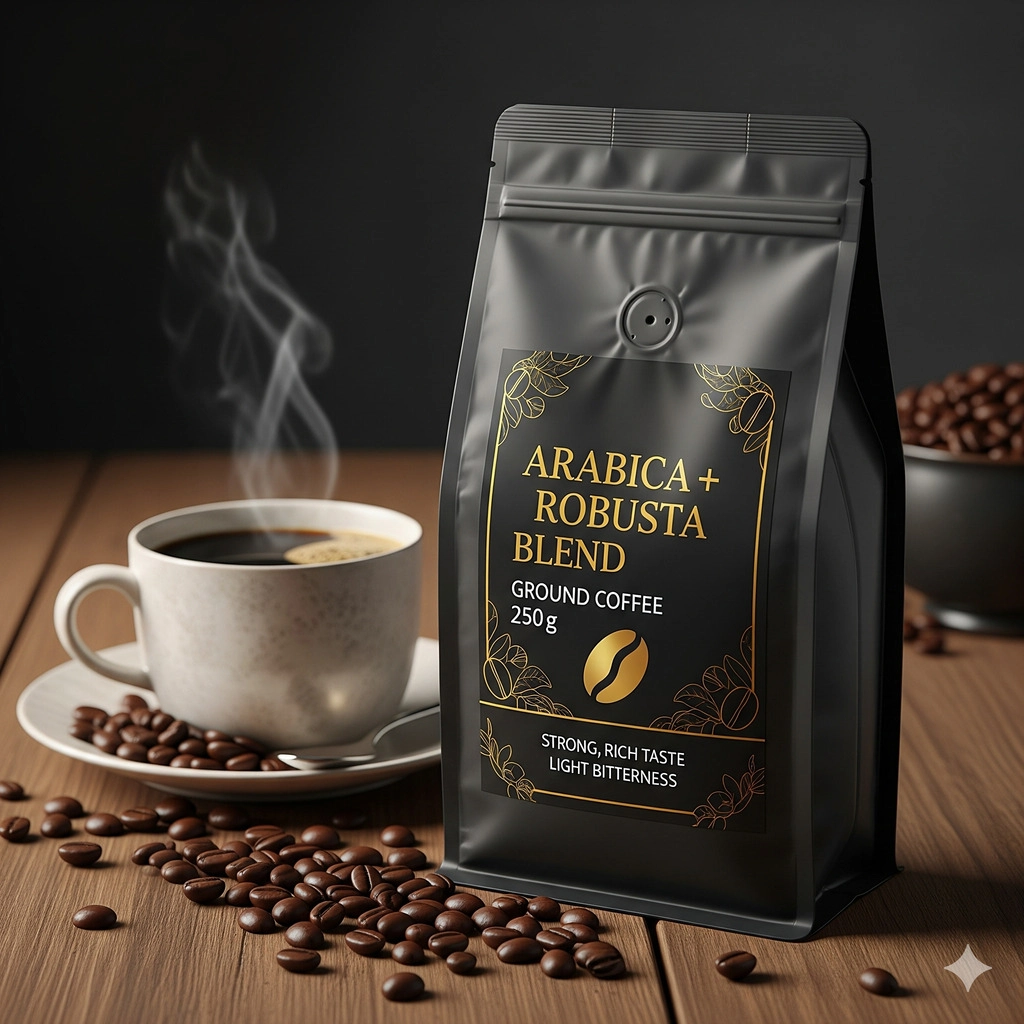 ARABICA +
ROBUSTA
BLEND
GROUND COFFEE
250 g
STRONG, RICH TASTE
LIGHT BITTERNESS